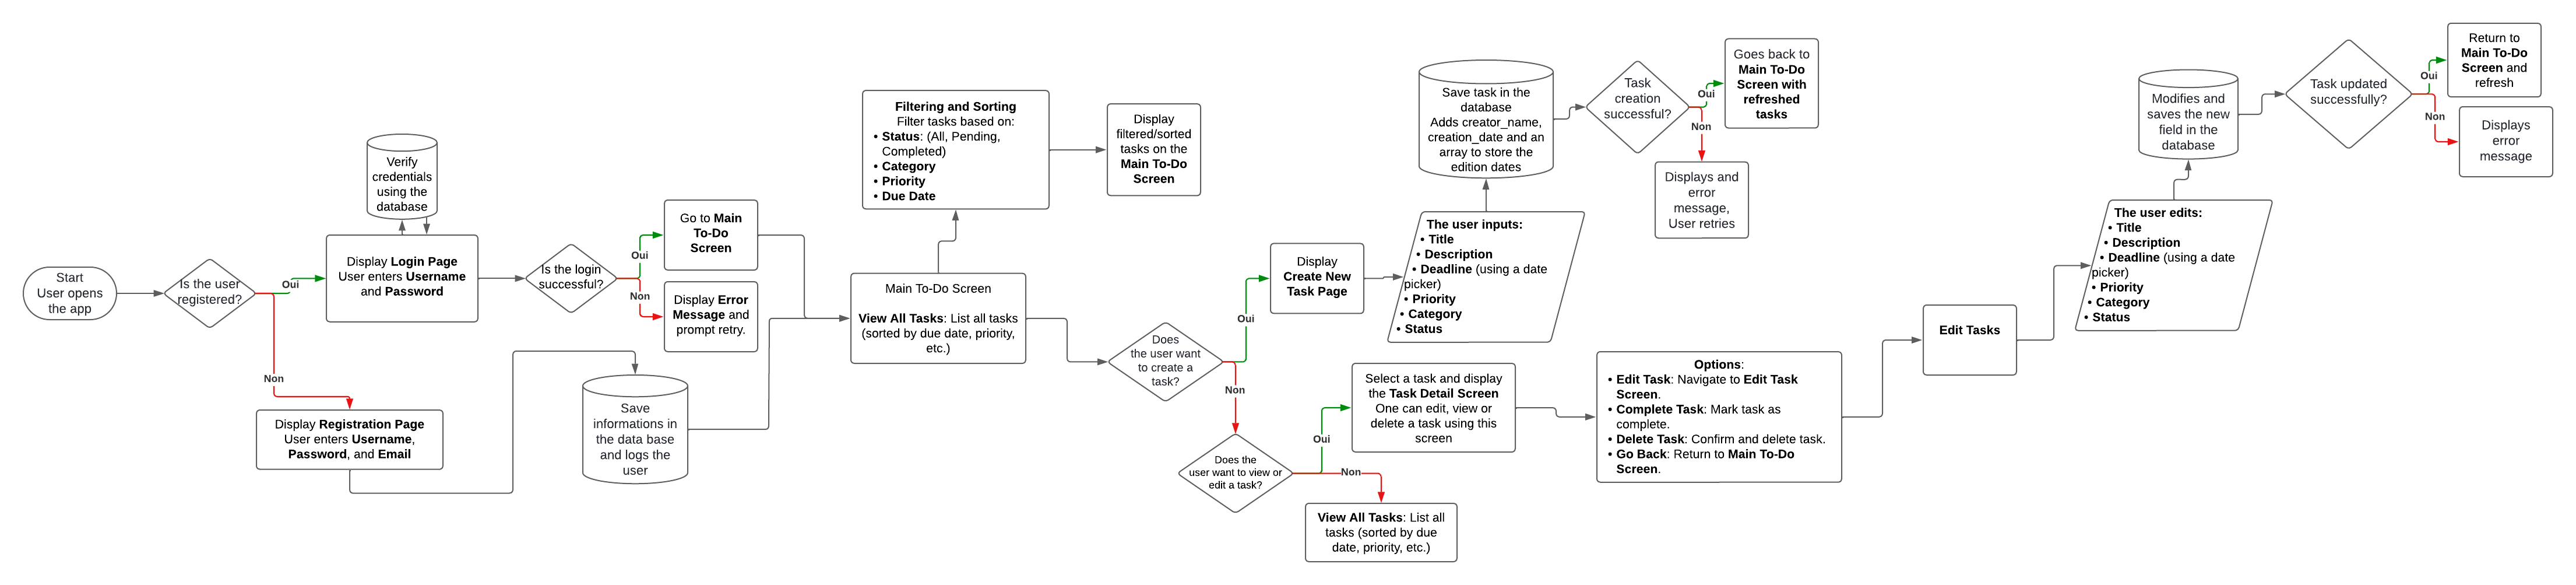 Start
User opens
the app
Is the user
registered?
Oui
Non
Verify
credentials
using the
database
Display Login Page
User enters Username
and Password
Display Registration Page
User enters Username,
Password, and Email
Is the login
successful?
Oui
Non
Go to Main
To-Do
Screen
Display Error
Message and
prompt retry.
Save
informations in
the data base
and logs the
user
Filtering and Sorting
Filter tasks based on:
• Status: (All, Pending,
Completed)
• Category
• Priority
• Due Date
Display
filtered/sorted
tasks on the
Main To-Do
Screen
Main To-Do Screen
View All Tasks: List all tasks
(sorted by due date, priority,
etc.)
Does
the user want
to create a
task?
Oui
Non
Display
Create New
Task Page
The user inputs:
• Title
• Description
• Deadline (using a date
picker)
• Priority
• Category
• Status
Save task in the
database
Adds creator_name,
creation_date and an
array to store the
edition dates
Task
creation
successful?
Oui
Non
Goes back to
Main To-Do
Screen with
refreshed
tasks
Displays and
error
message,
User retries
Does the
user want to view or
edit a task?
Oui
Non
Select a task and display
the Task Detail Screen
One can edit, view or
delete a task using this
screen
View All Tasks: List all
tasks (sorted by due
date, priority, etc.)
Options:
• Edit Task: Navigate to Edit Task
Screen.
• Complete Task: Mark task as
complete.
• Delete Task: Confirm and delete task.
• Go Back: Return to Main To-Do
Screen.
Edit Tasks
The user edits:
• Title
• Description
• Deadline (using a date
picker)
• Priority
• Category
• Status
Modifies and
saves the new
field in the
database
Task updated
successfully?
Oui
Non
Return to
Main To-Do
Screen and
refresh
Displays
error
message